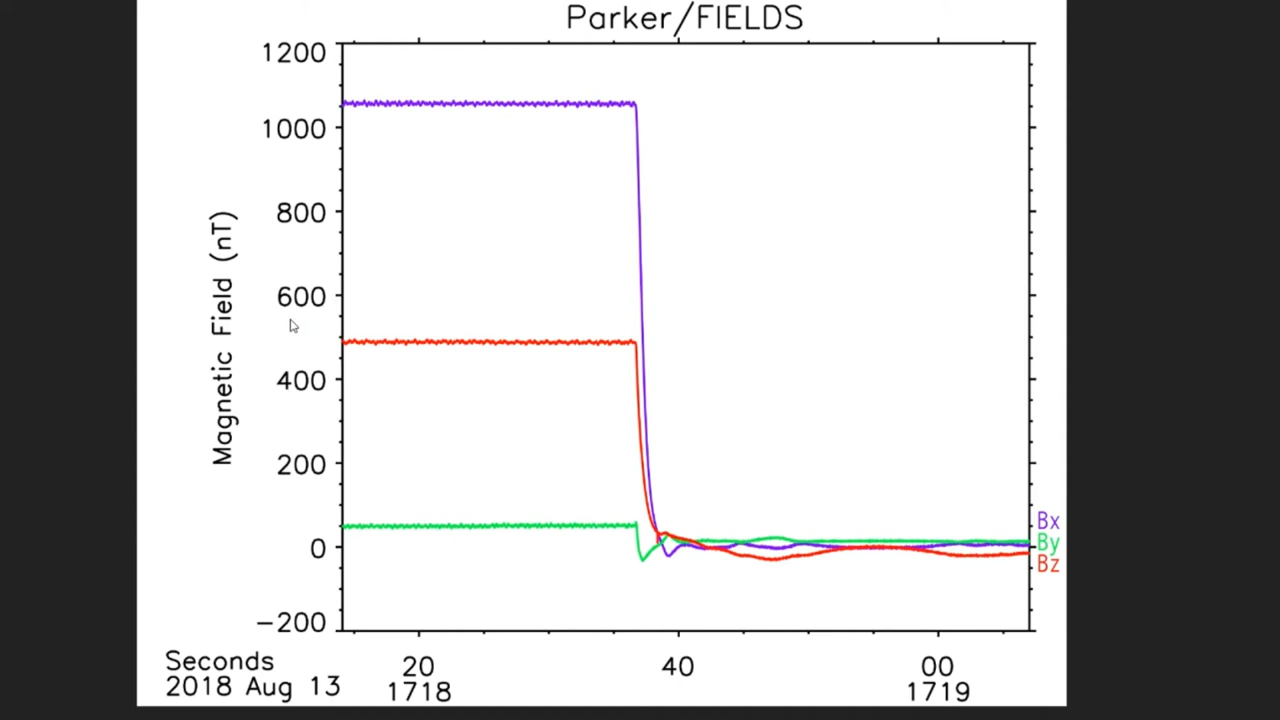 Parker/FIELDS
1200
1000
800
600
400
200
0
−200
Magnetic Field (nT)
Bx
By
Bz
Seconds 20 40 00
2018 Aug 13 1718 1719